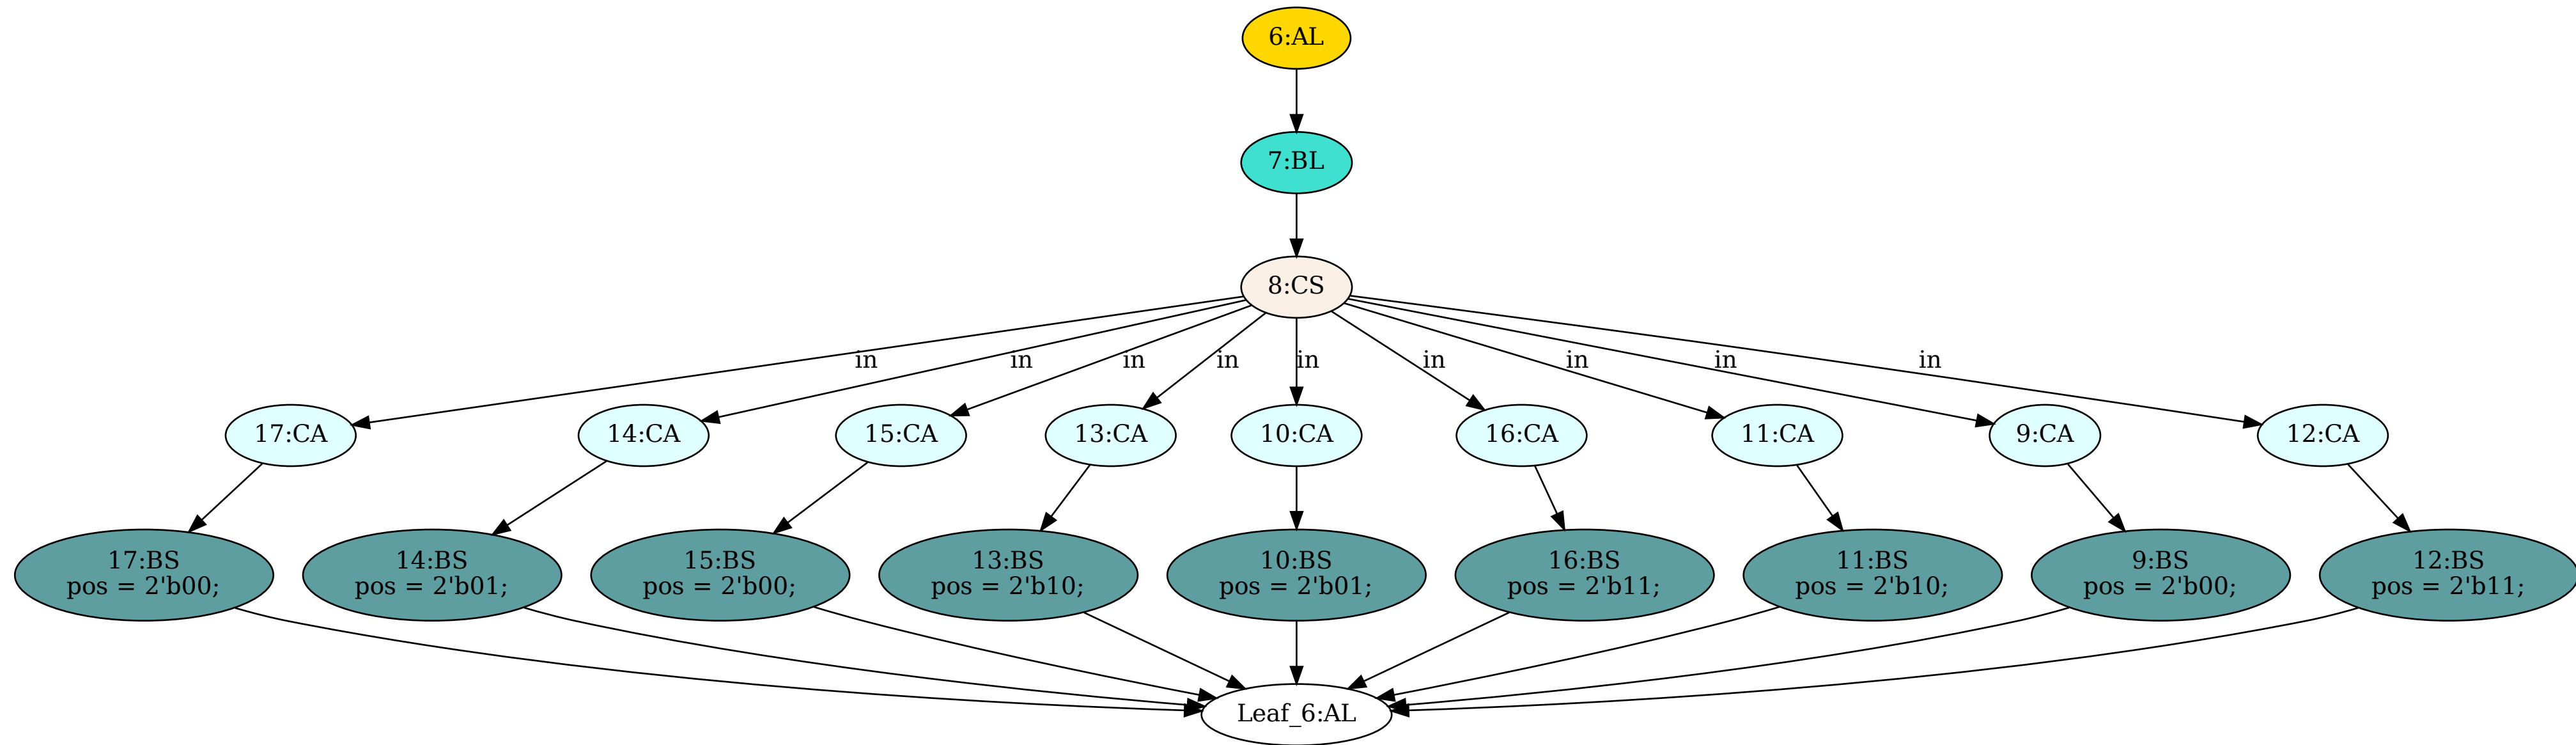 6:AL
7:BL
8:CS
in
in
in
in
in
in
in
in
in
17:CA
14:CA
15:CA
13:CA
10:CA
16:CA
11:CA
9:CA
12:CA
17:BS
pos = 2'b00;
14:BS
pos = 2'b01;
15:BS
pos = 2'b00;
13:BS
pos = 2'b10;
10:BS
pos = 2'b01;
16:BS
pos = 2'b11;
11:BS
pos = 2'b10;
9:BS
pos = 2'b00;
12:BS
pos = 2'b11;
Leaf_6:AL